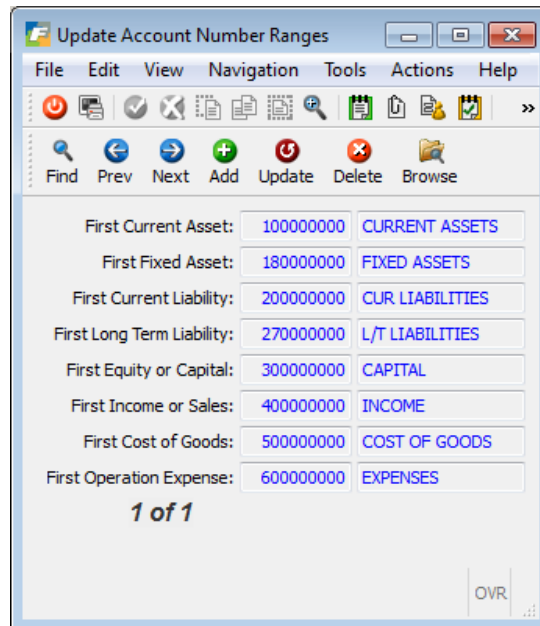 Update Account Number Ranges
File Edit View Navigation Tools Actions Help
»
Find Prev Next Add Update Delete Browse
First Current Asset: 100000000 CURRENT ASSETS
First Fixed Asset: 180000000 FIXED ASSETS
First Current Liability: 200000000 CUR LIABILITIES
First Long Term Liability: 270000000 L/T LIABILITIES
First Equity or Capital: 300000000 CAPITAL
First Income or Sales: 400000000 INCOME
First Cost of Goods: 500000000 COST OF GOODS
First Operation Expense: 600000000 EXPENSES
1 of 1
OVR